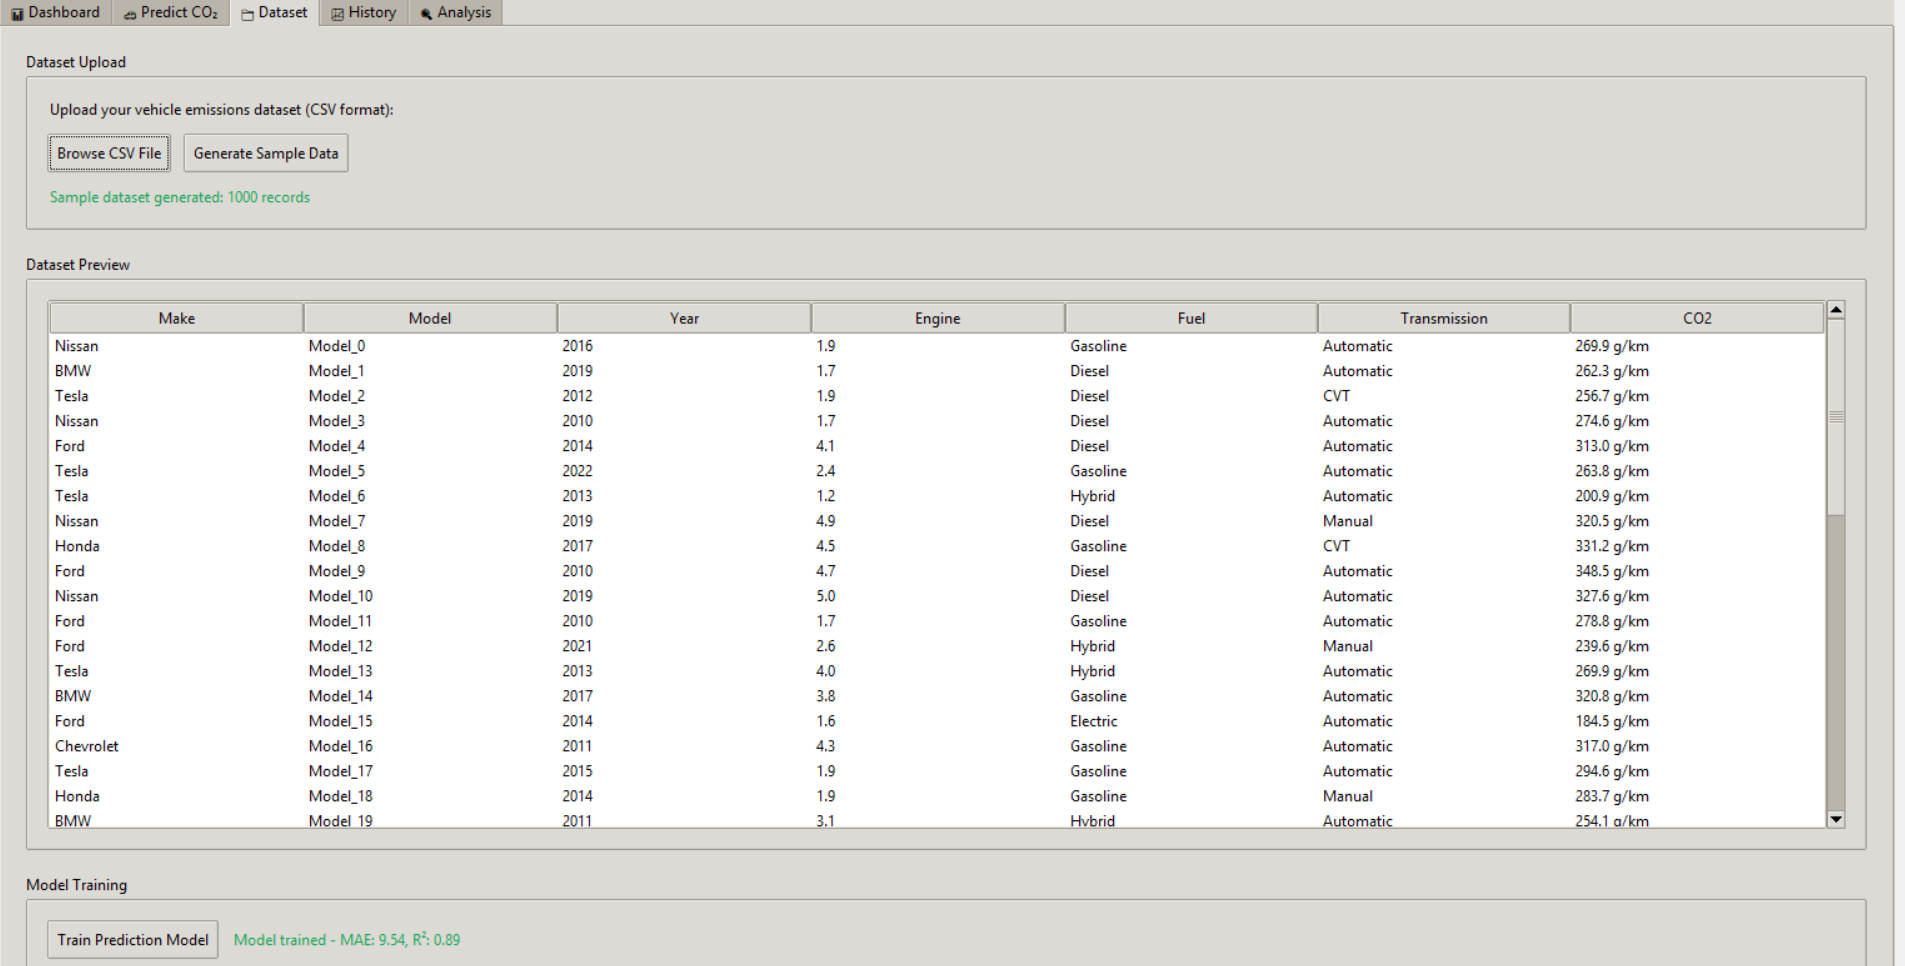 Dashboard Predict CO₂ Dataset History Analysis
Dataset Upload
Upload your vehicle emissions dataset (CSV format):
Browse CSV File Generate Sample Data
Sample dataset generated: 1000 records
Dataset Preview
Make Model Year Engine Fuel Transmission CO2
Nissan Model_0 2016 1.9 Gasoline Automatic 269.9 g/km
BMW Model_1 2019 1.7 Diesel Automatic 262.3 g/km
Tesla Model_2 2012 1.9 Diesel CVT 256.7 g/km
Nissan Model_3 2010 1.7 Diesel Automatic 274.6 g/km
Ford Model_4 2014 4.1 Diesel Automatic 313.0 g/km
Tesla Model_5 2022 2.4 Gasoline Automatic 263.8 g/km
Tesla Model_6 2013 1.2 Hybrid Automatic 200.9 g/km
Nissan Model_7 2019 4.9 Diesel Manual 320.5 g/km
Honda Model_8 2017 4.5 Gasoline CVT 331.2 g/km
Ford Model_9 2010 4.7 Diesel Automatic 348.5 g/km
Nissan Model_10 2019 5.0 Diesel Automatic 327.6 g/km
Ford Model_11 2010 1.7 Gasoline Automatic 278.8 g/km
Ford Model_12 2021 2.6 Hybrid Manual 239.6 g/km
Tesla Model_13 2013 4.0 Hybrid Automatic 269.9 g/km
BMW Model_14 2017 3.8 Gasoline Automatic 320.8 g/km
Ford Model_15 2014 1.6 Electric Automatic 184.5 g/km
Chevrolet Model_16 2011 4.3 Gasoline Automatic 317.0 g/km
Tesla Model_17 2015 1.9 Gasoline Automatic 294.6 g/km
Honda Model_18 2014 1.9 Gasoline Manual 283.7 g/km
BMW Model_19 2011 3.1 Hybrid Automatic 254.1 g/km
Model Training
Train Prediction Model Model trained - MAE: 9.54, R²: 0.89